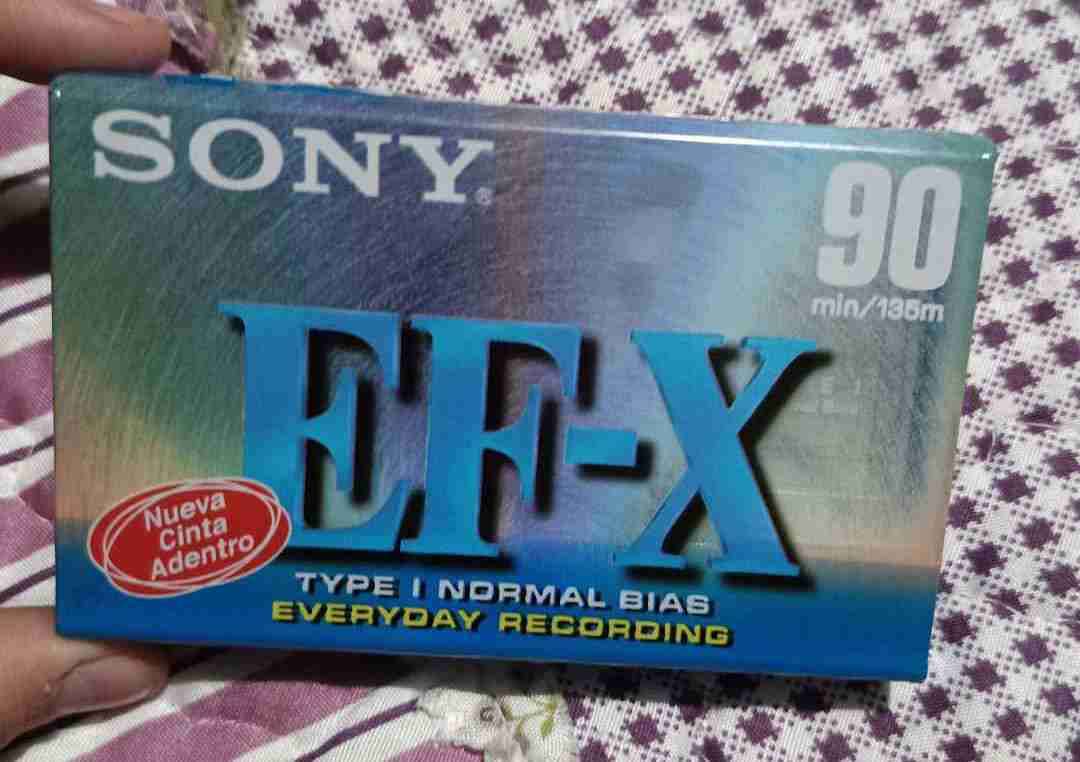 SONY®
90
min/135m
EF-X
Nueva
Cinta
Adentro
TYPE I NORMAL BIAS
EVERYDAY RECORDING